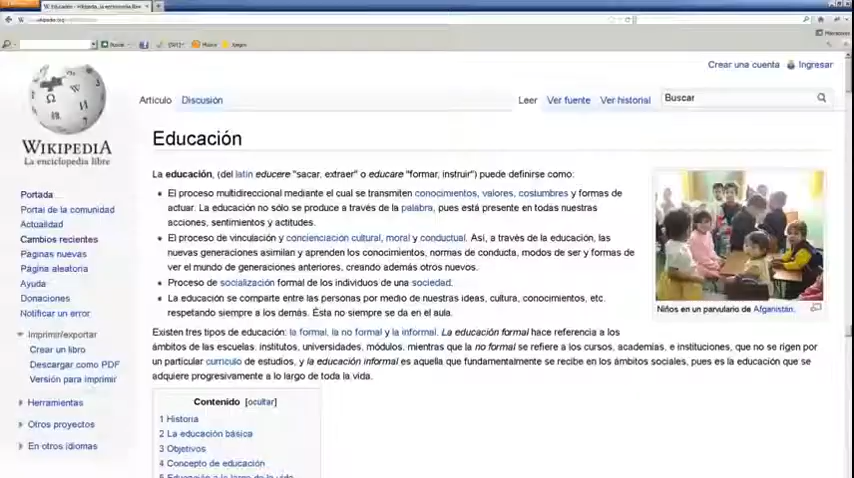 Educación - Wikipedia, la enciclopedia libre
Buscar
Crear una cuenta
Ingresar
Artículo
Discusión
Leer
Ver fuente
Ver historial
Buscar
WIKIPEDIA
La enciclopedia libre
Educación
La educación, (del latín educere "sacar, extraer" o educare "formar, instruir") puede definirse como:
El proceso multidireccional mediante el cual se transmiten conocimientos, valores, costumbres y formas de
actuar. La educación no sólo se produce a través de la palabra, pues está presente en todas nuestras
acciones, sentimientos y actitudes.
El proceso de vinculación y concienciación cultural, moral y conductual. Así, a través de la educación, las
nuevas generaciones asimilan y aprenden los conocimientos, normas de conducta, modos de ser y formas de
ver el mundo de generaciones anteriores, creando además otros nuevos.
Proceso de socialización formal de los individuos de una sociedad.
La educación se comparte entre las personas por medio de nuestras ideas, cultura, conocimientos, etc.
respetando siempre a los demás. Ésta no siempre se da en el aula.
Niños en un parvulario de Afganistán.
Existen tres tipos de educación: la formal, la no formal y la informal. La educación formal hace referencia a los
ámbitos de las escuelas, institutos, universidades, módulos, mientras que la no formal se refiere a los cursos, academias, e instituciones, que no se rigen por
un particular currículo de estudios, y la educación informal es aquella que fundamentalmente se recibe en los ámbitos sociales, pues es la educación que se
adquiere progresivamente a lo largo de toda la vida.
Contenido [ocultar]
1 Historia
2 La educación básica
3 Objetivos
4 Concepto de educación
5 Educación a lo largo de la vida
Portada
Portal de la comunidad
Actualidad
Cambios recientes
Páginas nuevas
Página aleatoria
Ayuda
Donaciones
Notificar un error
Imprimir/exportar
Crear un libro
Descargar como PDF
Versión para imprimir
Herramientas
Otros proyectos
En otros idiomas